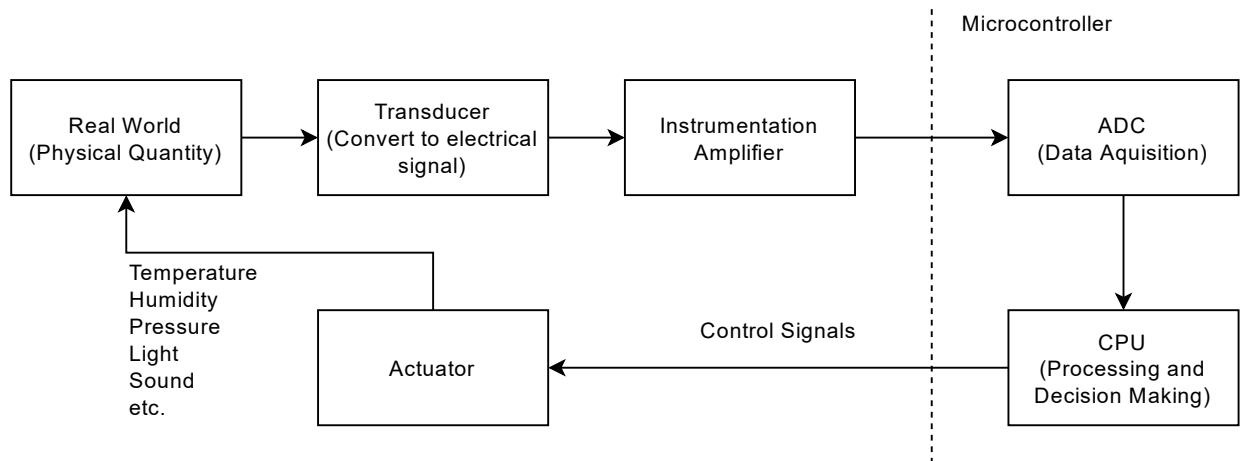 Microcontroller
Real World
(Physical Quantity)
Transducer
(Convert to electrical
signal)
Instrumentation
Amplifier
ADC
(Data Aquisition)
Temperature
Humidity
Pressure
Light
Sound
etc.
Actuator
Control Signals
CPU
(Processing and
Decision Making)